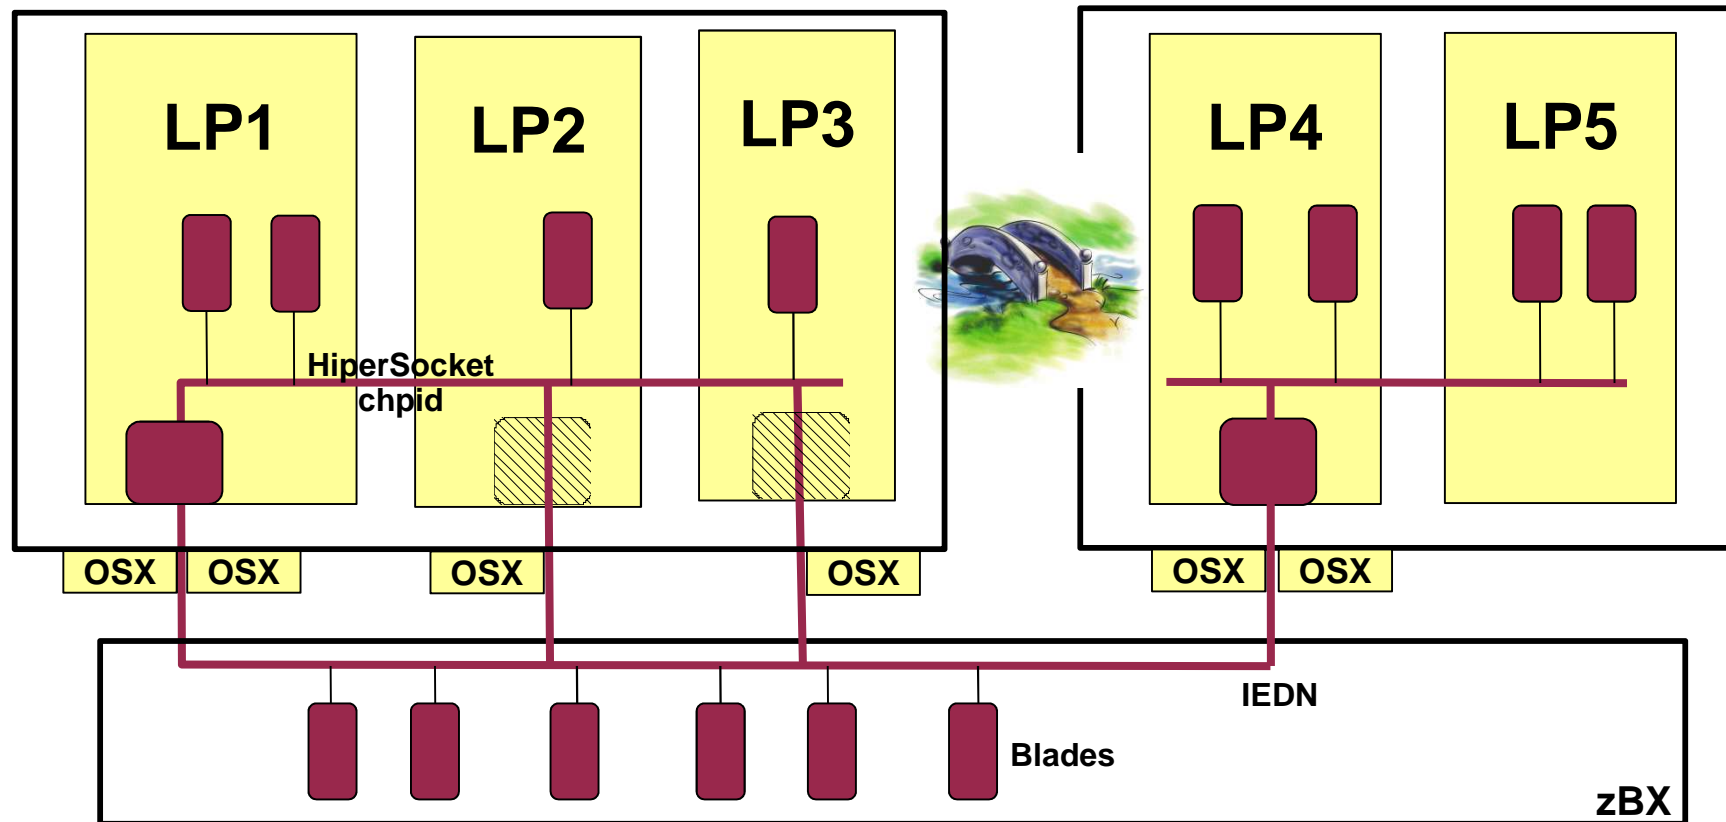 LP1
LP2
LP3
LP4
LP5
HiperSocket
chpid
OSX
OSX
OSX
OSX
OSX
OSX
IEDN
Blades
zBX